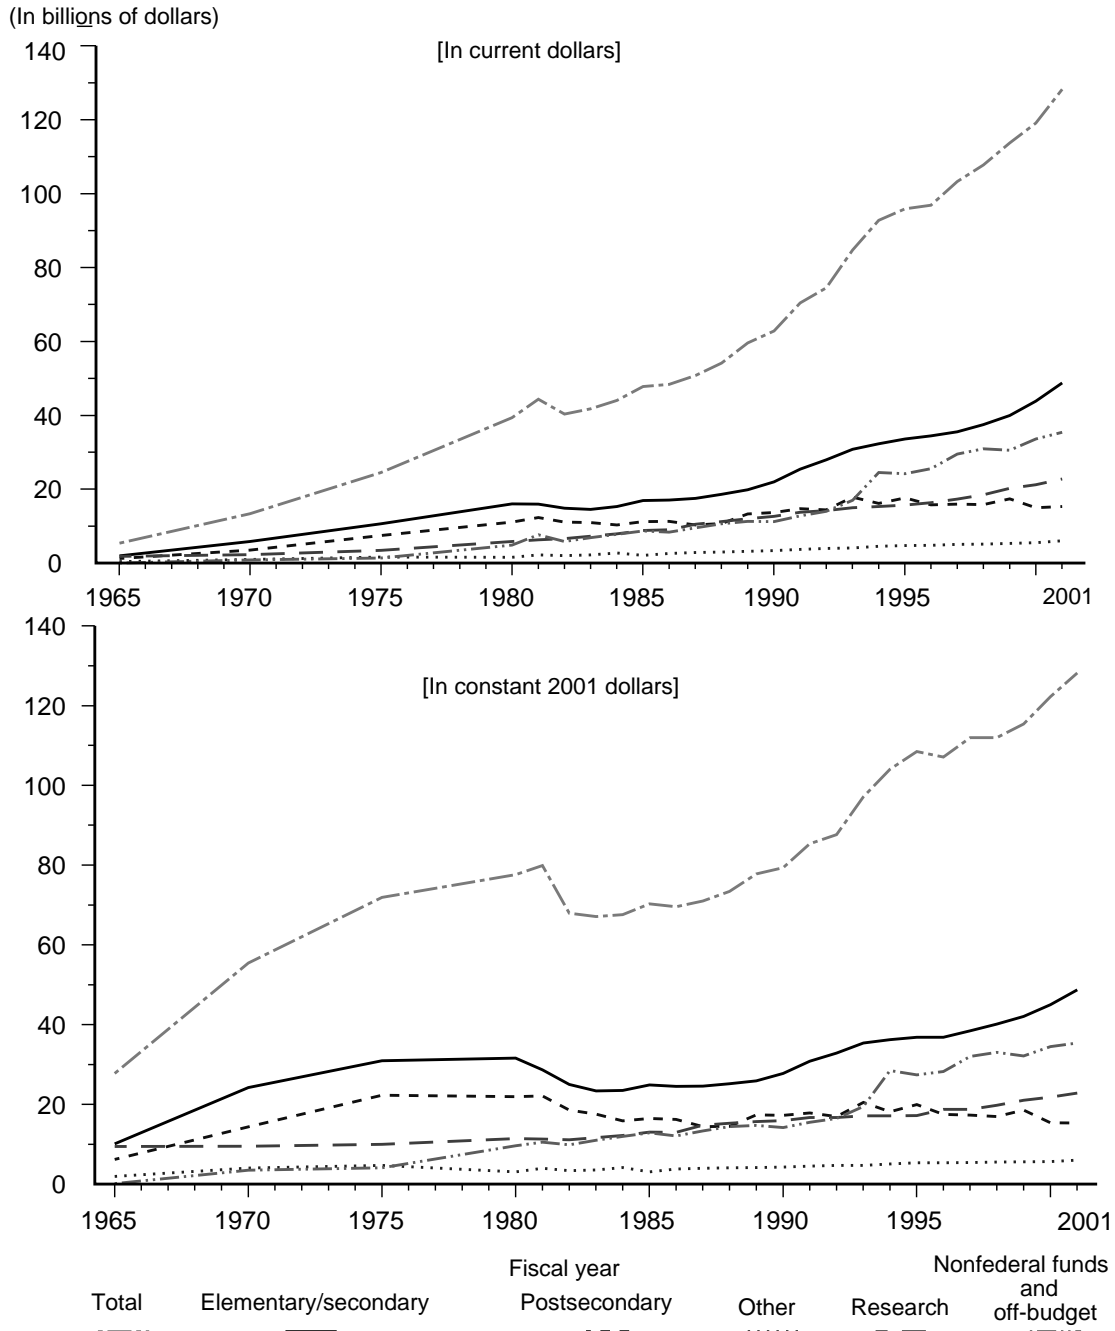 (In billions of dollars)
[In current dollars]
140
120
100
80
60
40
20
0
1965 1970 1975 1980 1985 1990 1995 2001
[In constant 2001 dollars]
140
120
100
80
60
40
20
0
1965 1970 1975 1980 1985 1990 1995 2001
Fiscal year
Total Elementary/secondary Postsecondary Other Research Nonfederal funds
and
off-budget